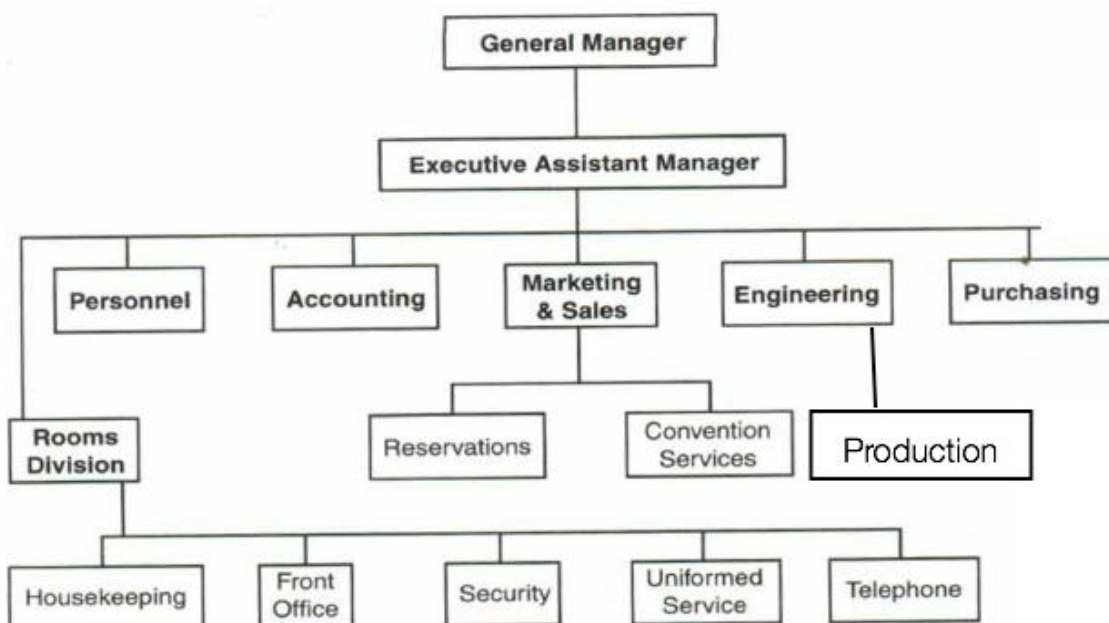 General Manager
Executive Assistant Manager
Personnel
Accounting
Marketing
& Sales
Engineering
Purchasing
Rooms
Division
Reservations
Convention
Services
Production
Housekeeping
Front
Office
Security
Uniformed
Service
Telephone